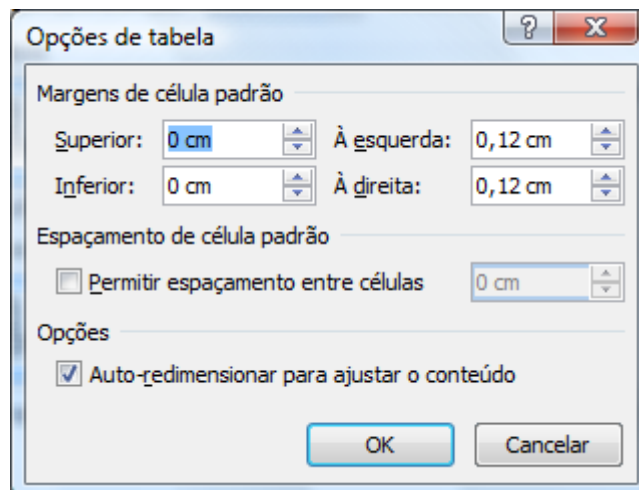 Opções de tabela
Margens de célula padrão
Superior: 0 cm À esquerda: 0,12 cm
Inferior: 0 cm À direita: 0,12 cm
Espaçamento de célula padrão
Permitir espaçamento entre células 0 cm
Opções
Auto-redimensionar para ajustar o conteúdo
OK Cancelar